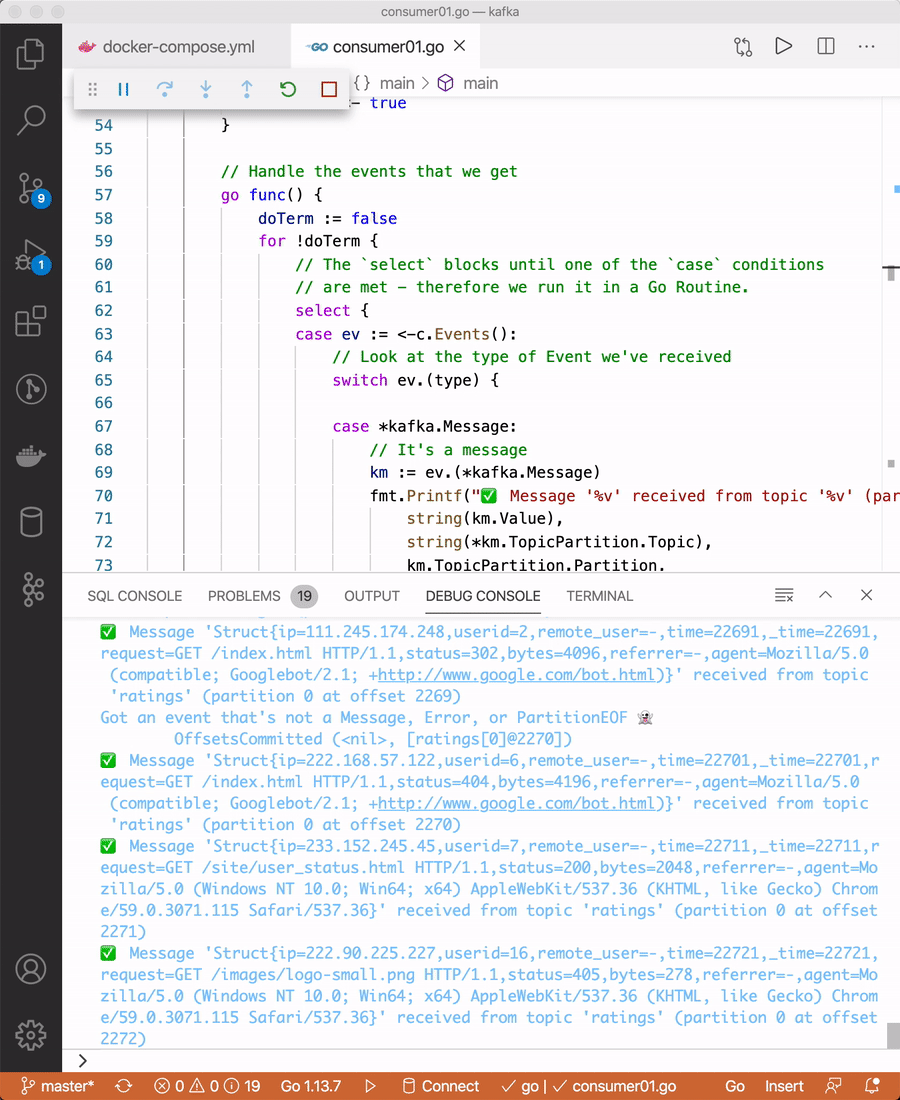 consumer01.go — kafka
docker-compose.yml
GO consumer01.go
{} main > main
true
54 }
55
56 // Handle the events that we get
57 go func() {
58 doTerm := false
59 for !doTerm {
60 // The `select` blocks until one of the `case` conditions
61 // are met – therefore we run it in a Go Routine.
62 select {
63 case ev := <-c.Events():
64 // Look at the type of Event we've received
65 switch ev.(type) {
66
67 case *kafka.Message:
68 // It's a message
69 km := ev.(*kafka.Message)
70 fmt.Printf("✅ Message '%v' received from topic '%v' (par
71 string(km.Value),
72 string(*km.TopicPartition.Topic),
73 km.TopicPartition.Partition,
SQL CONSOLE PROBLEMS 19 OUTPUT DEBUG CONSOLE TERMINAL
✅ Message 'Struct{ip=111.245.174.248,userid=2,remote_user=-,time=22691,_time=22691,
request=GET /index.html HTTP/1.1,status=302,bytes=4096,referrer=-,agent=Mozilla/5.0
(compatible; Googlebot/2.1; +http://www.google.com/bot.html)}' received from topic
'ratings' (partition 0 at offset 2269)
Got an event that's not a Message, Error, or PartitionEOF 👻
OffsetsCommitted (<nil>, [ratings[0]@2270])
✅ Message 'Struct{ip=222.168.57.122,userid=6,remote_user=-,time=22701,_time=22701,r
equest=GET /index.html HTTP/1.1,status=404,bytes=4196,referrer=-,agent=Mozilla/5.0
(compatible; Googlebot/2.1; +http://www.google.com/bot.html)}' received from topic
'ratings' (partition 0 at offset 2270)
✅ Message 'Struct{ip=233.152.245.45,userid=7,remote_user=-,time=22711,_time=22711,r
equest=GET /site/user_status.html HTTP/1.1,status=200,bytes=2048,referrer=-,agent=Mo
zilla/5.0 (Windows NT 10.0; Win64; x64) AppleWebKit/537.36 (KHTML, like Gecko) Chrom
e/59.0.3071.115 Safari/537.36}' received from topic 'ratings' (partition 0 at offset
2271)
✅ Message 'Struct{ip=222.90.225.227,userid=16,remote_user=-,time=22721,_time=22721,
request=GET /images/logo-small.png HTTP/1.1,status=405,bytes=278,referrer=-,agent=Mo
zilla/5.0 (Windows NT 10.0; Win64; x64) AppleWebKit/537.36 (KHTML, like Gecko) Chrom
e/59.0.3071.115 Safari/537.36}' received from topic 'ratings' (partition 0 at offset
2272)
>
9
1
master* 0 0 19 Go 1.13.7 Connect go | consumer01.go Go Insert